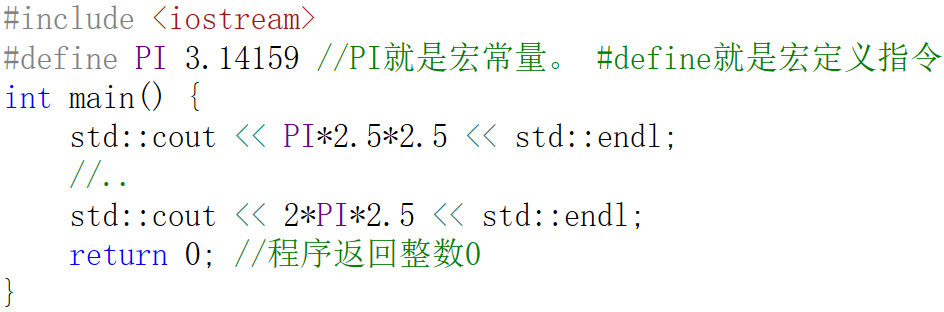 #include <iostream>
#define PI 3.14159 //PI就是宏常量。 #define就是宏定义指令
int main() {
    std::cout << PI*2.5*2.5 << std::endl;
    //..
    std::cout << 2*PI*2.5 << std::endl;
    return 0; //程序返回整数0
}